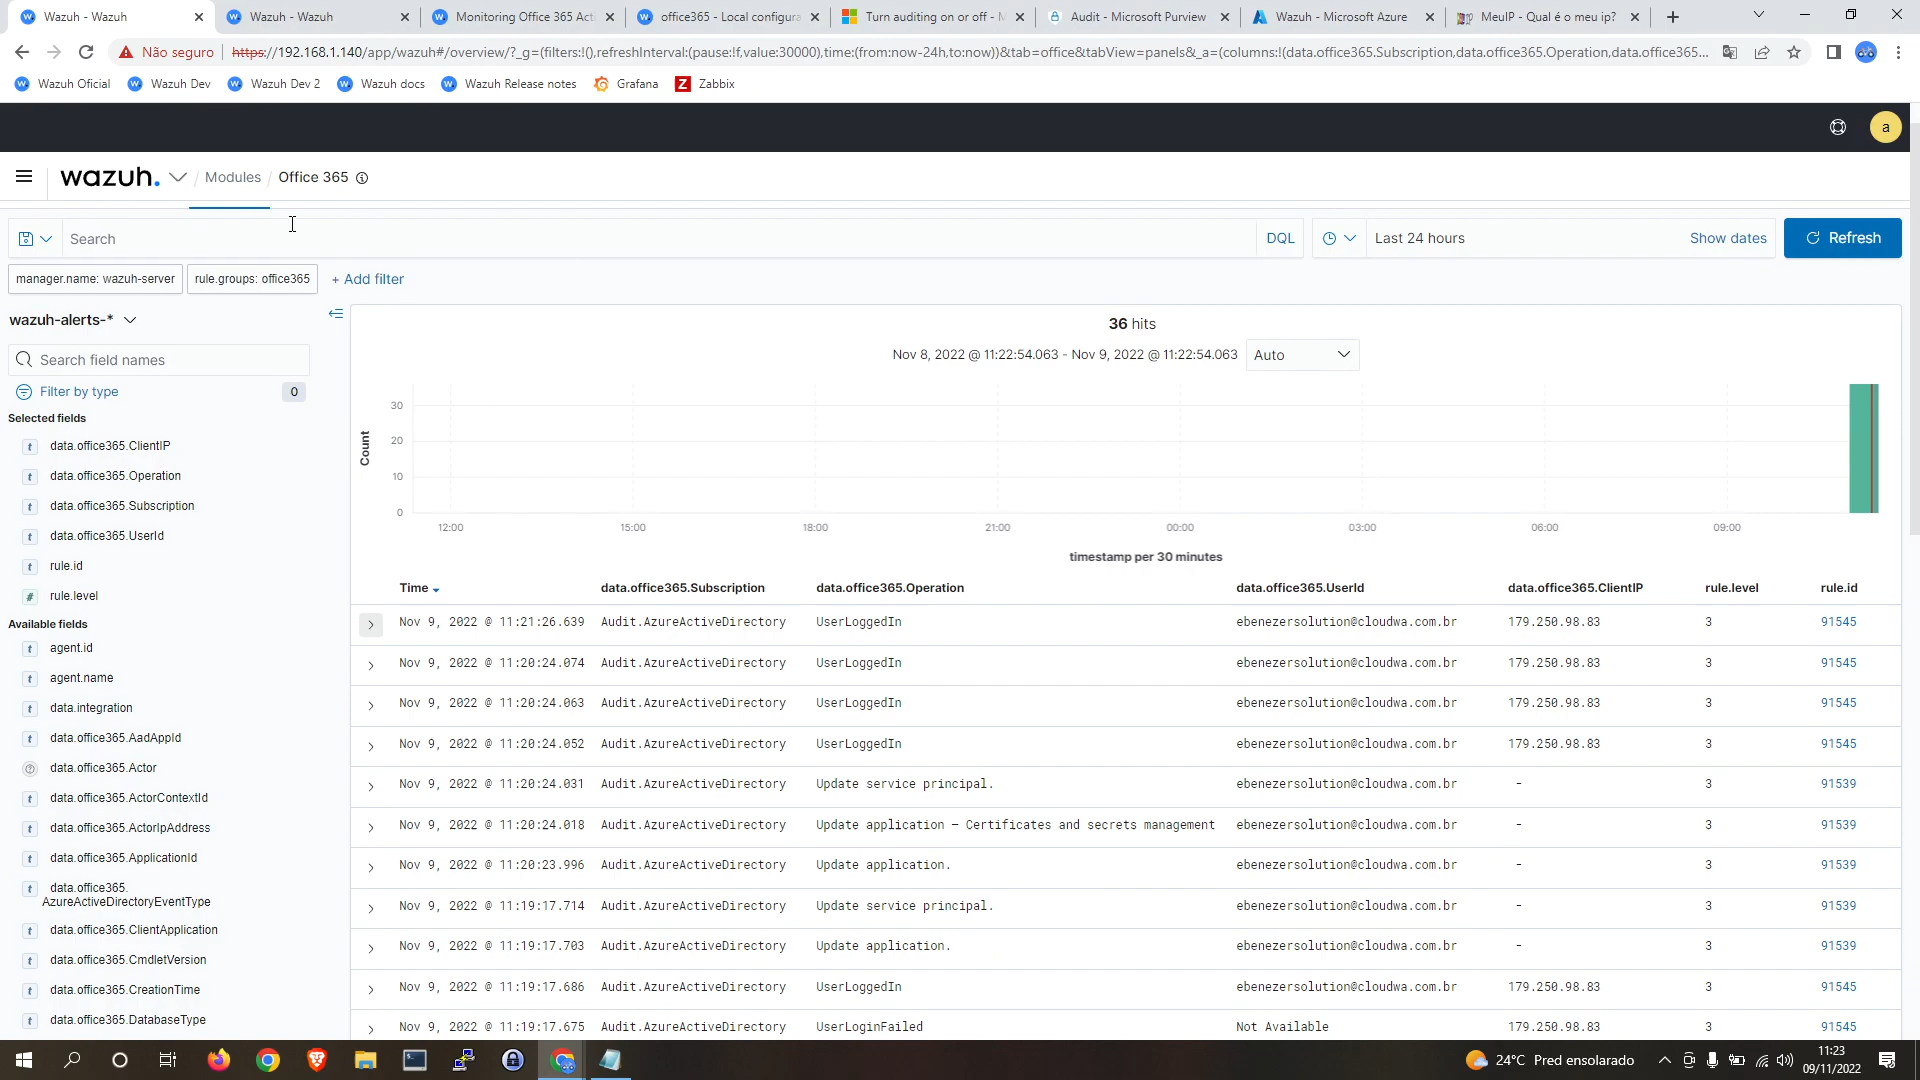 Wazuh - Wazuh
Wazuh - Wazuh
Monitoring Office 365 Act
office365 - Local configura
Turn auditing on or off - M
Audit - Microsoft Purview
Wazuh - Microsoft Azure
MeuIP - Qual é o meu ip?
Não seguro
https://192.168.1.140/app/wazuh#/overview/?_g=(filters:!(),refreshInterval:(pause:!f,value:30000),time:(from:now-24h,to:now))&tab=office&tabView=panels&_a=(columns:!(data.office365.Subscription,data.office365.Operation,data.office365...
Wazuh Oficial
Wazuh Dev
Wazuh Dev 2
Wazuh docs
Wazuh Release notes
Grafana
Z
Zabbix
a
wazuh.
/ Modules / Office 365
Search
DQL
Last 24 hours
Show dates
Refresh
manager.name: wazuh-server
rule.groups: office365
+ Add filter
wazuh-alerts-*
Search field names
Filter by type
0
Selected fields
t data.office365.ClientIP
t data.office365.Operation
t data.office365.Subscription
t data.office365.UserId
t rule.id
# rule.level
Available fields
t agent.id
t agent.name
t data.integration
t data.office365.AadAppId
data.office365.Actor
t data.office365.ActorContextId
t data.office365.ActorIpAddress
t data.office365.ApplicationId
t data.office365.
AzureActiveDirectoryEventType
t data.office365.ClientApplication
t data.office365.CmdletVersion
t data.office365.CreationTime
t data.office365.DatabaseType
36 hits
Nov 8, 2022 @ 11:22:54.063 - Nov 9, 2022 @ 11:22:54.063
Auto
Count
30
20
10
0
12:00 15:00 18:00 21:00 00:00 03:00 06:00 09:00
timestamp per 30 minutes
Time data.office365.Subscription data.office365.Operation data.office365.UserId data.office365.ClientIP rule.level rule.id
Nov 9, 2022 @ 11:21:26.639 Audit.AzureActiveDirectory UserLoggedIn ebenezersolution@cloudwa.com.br 179.250.98.83 3 91545
Nov 9, 2022 @ 11:20:24.074 Audit.AzureActiveDirectory UserLoggedIn ebenezersolution@cloudwa.com.br 179.250.98.83 3 91545
Nov 9, 2022 @ 11:20:24.063 Audit.AzureActiveDirectory UserLoggedIn ebenezersolution@cloudwa.com.br 179.250.98.83 3 91545
Nov 9, 2022 @ 11:20:24.052 Audit.AzureActiveDirectory UserLoggedIn ebenezersolution@cloudwa.com.br 179.250.98.83 3 91545
Nov 9, 2022 @ 11:20:24.031 Audit.AzureActiveDirectory Update service principal. ebenezersolution@cloudwa.com.br - 3 91539
Nov 9, 2022 @ 11:20:24.018 Audit.AzureActiveDirectory Update application – Certificates and secrets management ebenezersolution@cloudwa.com.br - 3 91539
Nov 9, 2022 @ 11:20:23.996 Audit.AzureActiveDirectory Update application. ebenezersolution@cloudwa.com.br - 3 91539
Nov 9, 2022 @ 11:19:17.714 Audit.AzureActiveDirectory Update service principal. ebenezersolution@cloudwa.com.br - 3 91539
Nov 9, 2022 @ 11:19:17.703 Audit.AzureActiveDirectory Update application. ebenezersolution@cloudwa.com.br - 3 91539
Nov 9, 2022 @ 11:19:17.686 Audit.AzureActiveDirectory UserLoggedIn ebenezersolution@cloudwa.com.br 179.250.98.83 3 91545
Nov 9, 2022 @ 11:19:17.675 Audit.AzureActiveDirectory UserLoginFailed Not Available 179.250.98.83 3 91545
24°C Pred ensolarado
11:23
09/11/2022